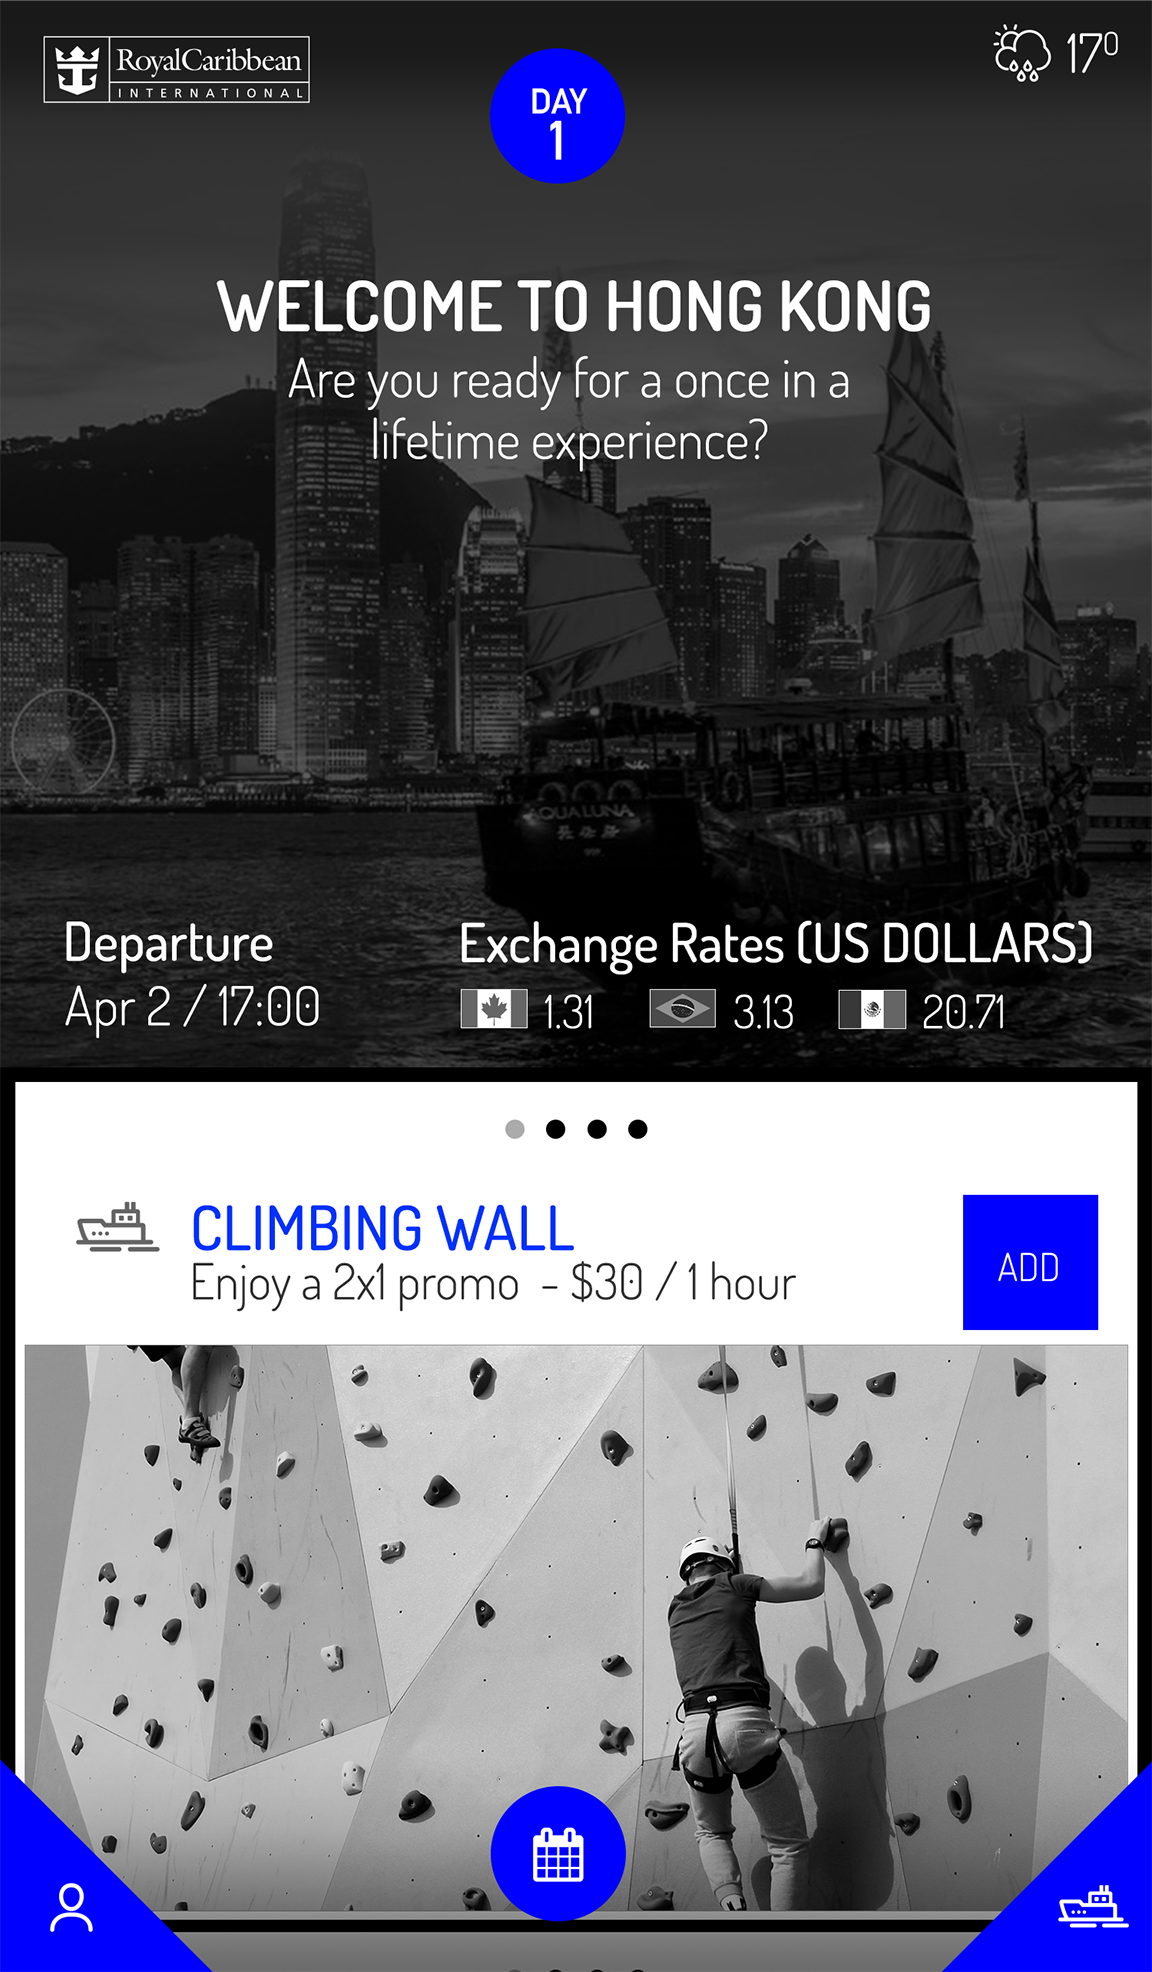 RoyalCaribbean
INTERNATIONAL
17º
DAY
1
WELCOME TO HONG KONG
Are you ready for a once in a
lifetime experience?
AQUALUNA
Departure
Apr 2 / 17:00
Exchange Rates (US DOLLARS)
1.31 3.13 20.71
CLIMBING WALL
Enjoy a 2x1 promo - $30 / 1 hour
ADD